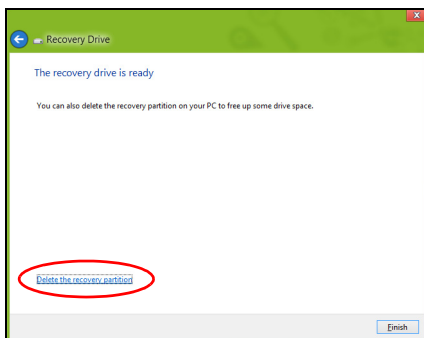 Recovery Drive
The recovery drive is ready
You can also delete the recovery partition on your PC to free up some drive space.
Delete the recovery partition
Finish